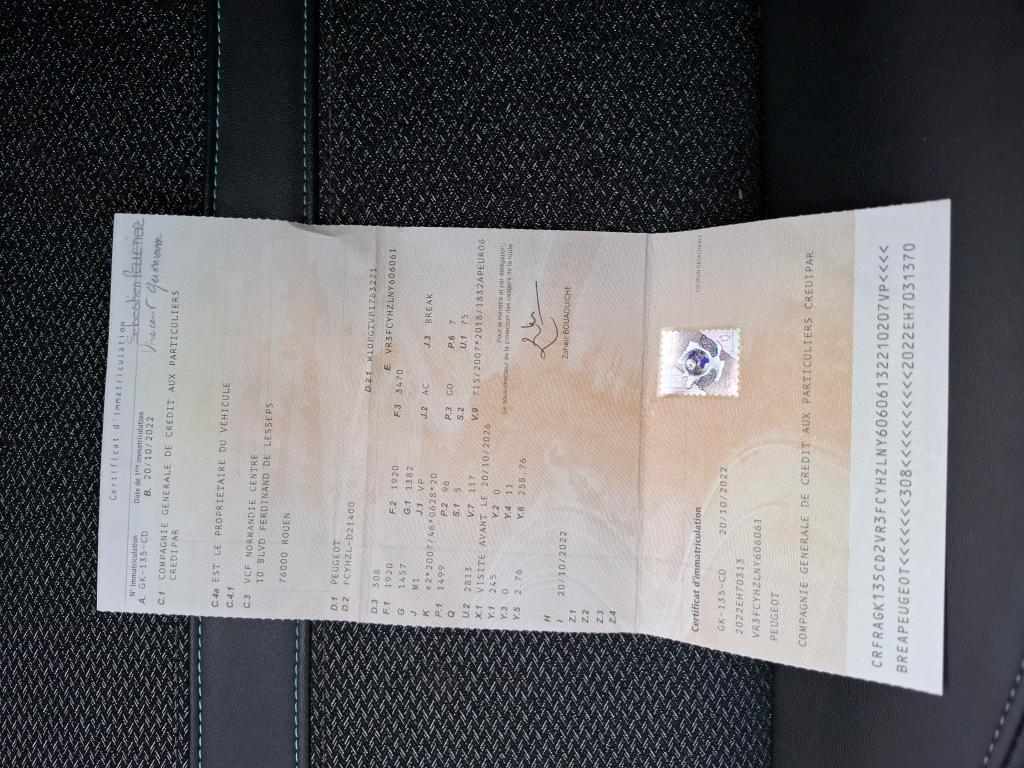 Certificat d'immatriculation
N° Immatriculation Date de 1ère immatriculation
A. GK-135-CD B. 20/10/2022
C.1 COMPAGNIE GENERALE DE CREDIT AUX PARTICULIERS
CREDIPAR
C.4a EST LE PROPRIETAIRE DU VEHICULE
C.4.1
C.3 VCF NORMANDIE CENTRE
10 BLVD FERDINAND DE LESSEPS
76000 ROUEN
D.1 PEUGEOT
D.2 FCYHZL-D21400
D.2.1 M10PGTVP1763271
D.3 308 E. VR3FCYHZLNY606061
F.1 1920 F.2 1920 F.3 3470
G 1457 G.1 1382
J M1 J.1 VP J.2 AC J.3 BREAK
K e2*2007/46*0628*20
P.1 1499 P.2 96 P.3 GO P.6 7
Q S.1 5 S.2 U.1 75
U.2 2813 V.7 117 V.9 715/2007*2018/1832APEURO6
X.1 VISITE AVANT LE 20/10/2026
Y.1 245 Y.2 0
Y.3 0 Y.4 11
Y.5 2.76 Y.6 258.76
Pour le ministre et par délégation,
Le sous-directeur de la protection des usagers de la route
H
I. 20/10/2022
Zoheir BOUAOUICHE
Z.1
Z.2
Z.3
Z.4
Certificat d'immatriculation COUPON DÉTACHABLE
GK-135-CD 20/10/2022
2022EH70313
VR3FCYHZLNY606061
PEUGEOT
COMPAGNIE GENERALE DE CREDIT AUX PARTICULIERS CREDIPAR
CRFRAGK135CD2VR3FCYHZLNY6060613221020 7VP<<<<
BREAPEUGEOT<<<<<<<308<<<<<<<<<<<<2022EH7031370